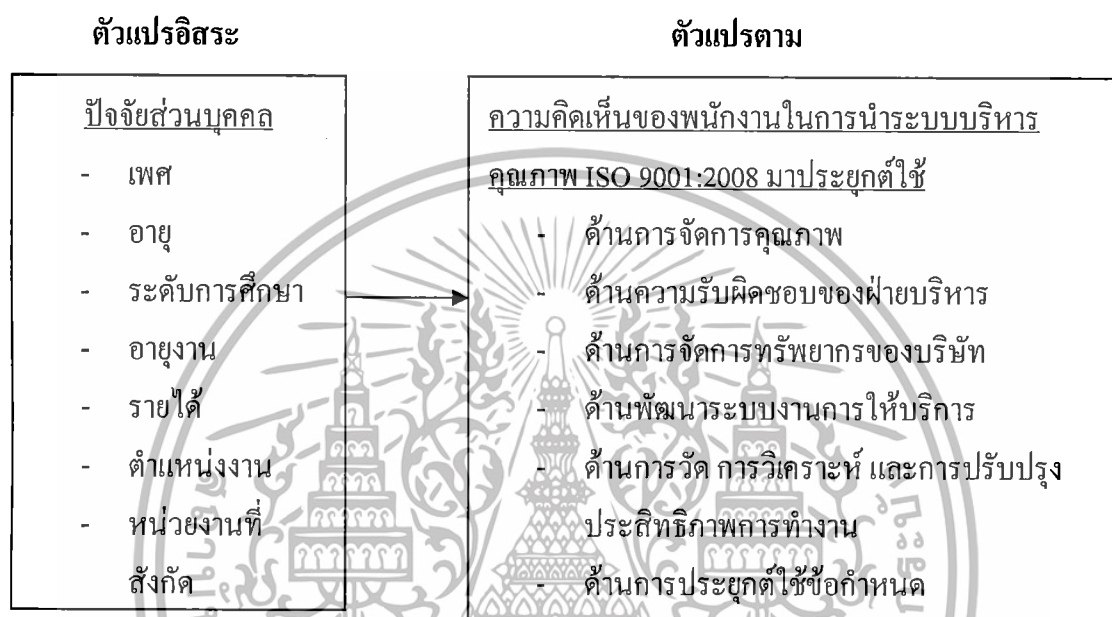 ตัวแปรอิสระ
ตัวแปรตาม
ปัจจัยส่วนบุคคล
- เพศ
- อายุ
- ระดับการศึกษา
- อายุงาน
- รายได้
- ตำแหน่งงาน
- หน่วยงานที่
สังกัด
ความคิดเห็นของพนักงานในการนำระบบบริหาร
คุณภาพ ISO 9001:2008 มาประยุกต์ใช้
- ด้านการจัดการคุณภาพ
- ด้านความรับผิดชอบของฝ่ายบริหาร
- ด้านการจัดการทรัพยากรของบริษัท
- ด้านพัฒนาระบบงานการให้บริการ
- ด้านการวัด การวิเคราะห์ และการปรับปรุง
ประสิทธิภาพการทำงาน
- ด้านการประยุกต์ใช้ข้อกำหนด